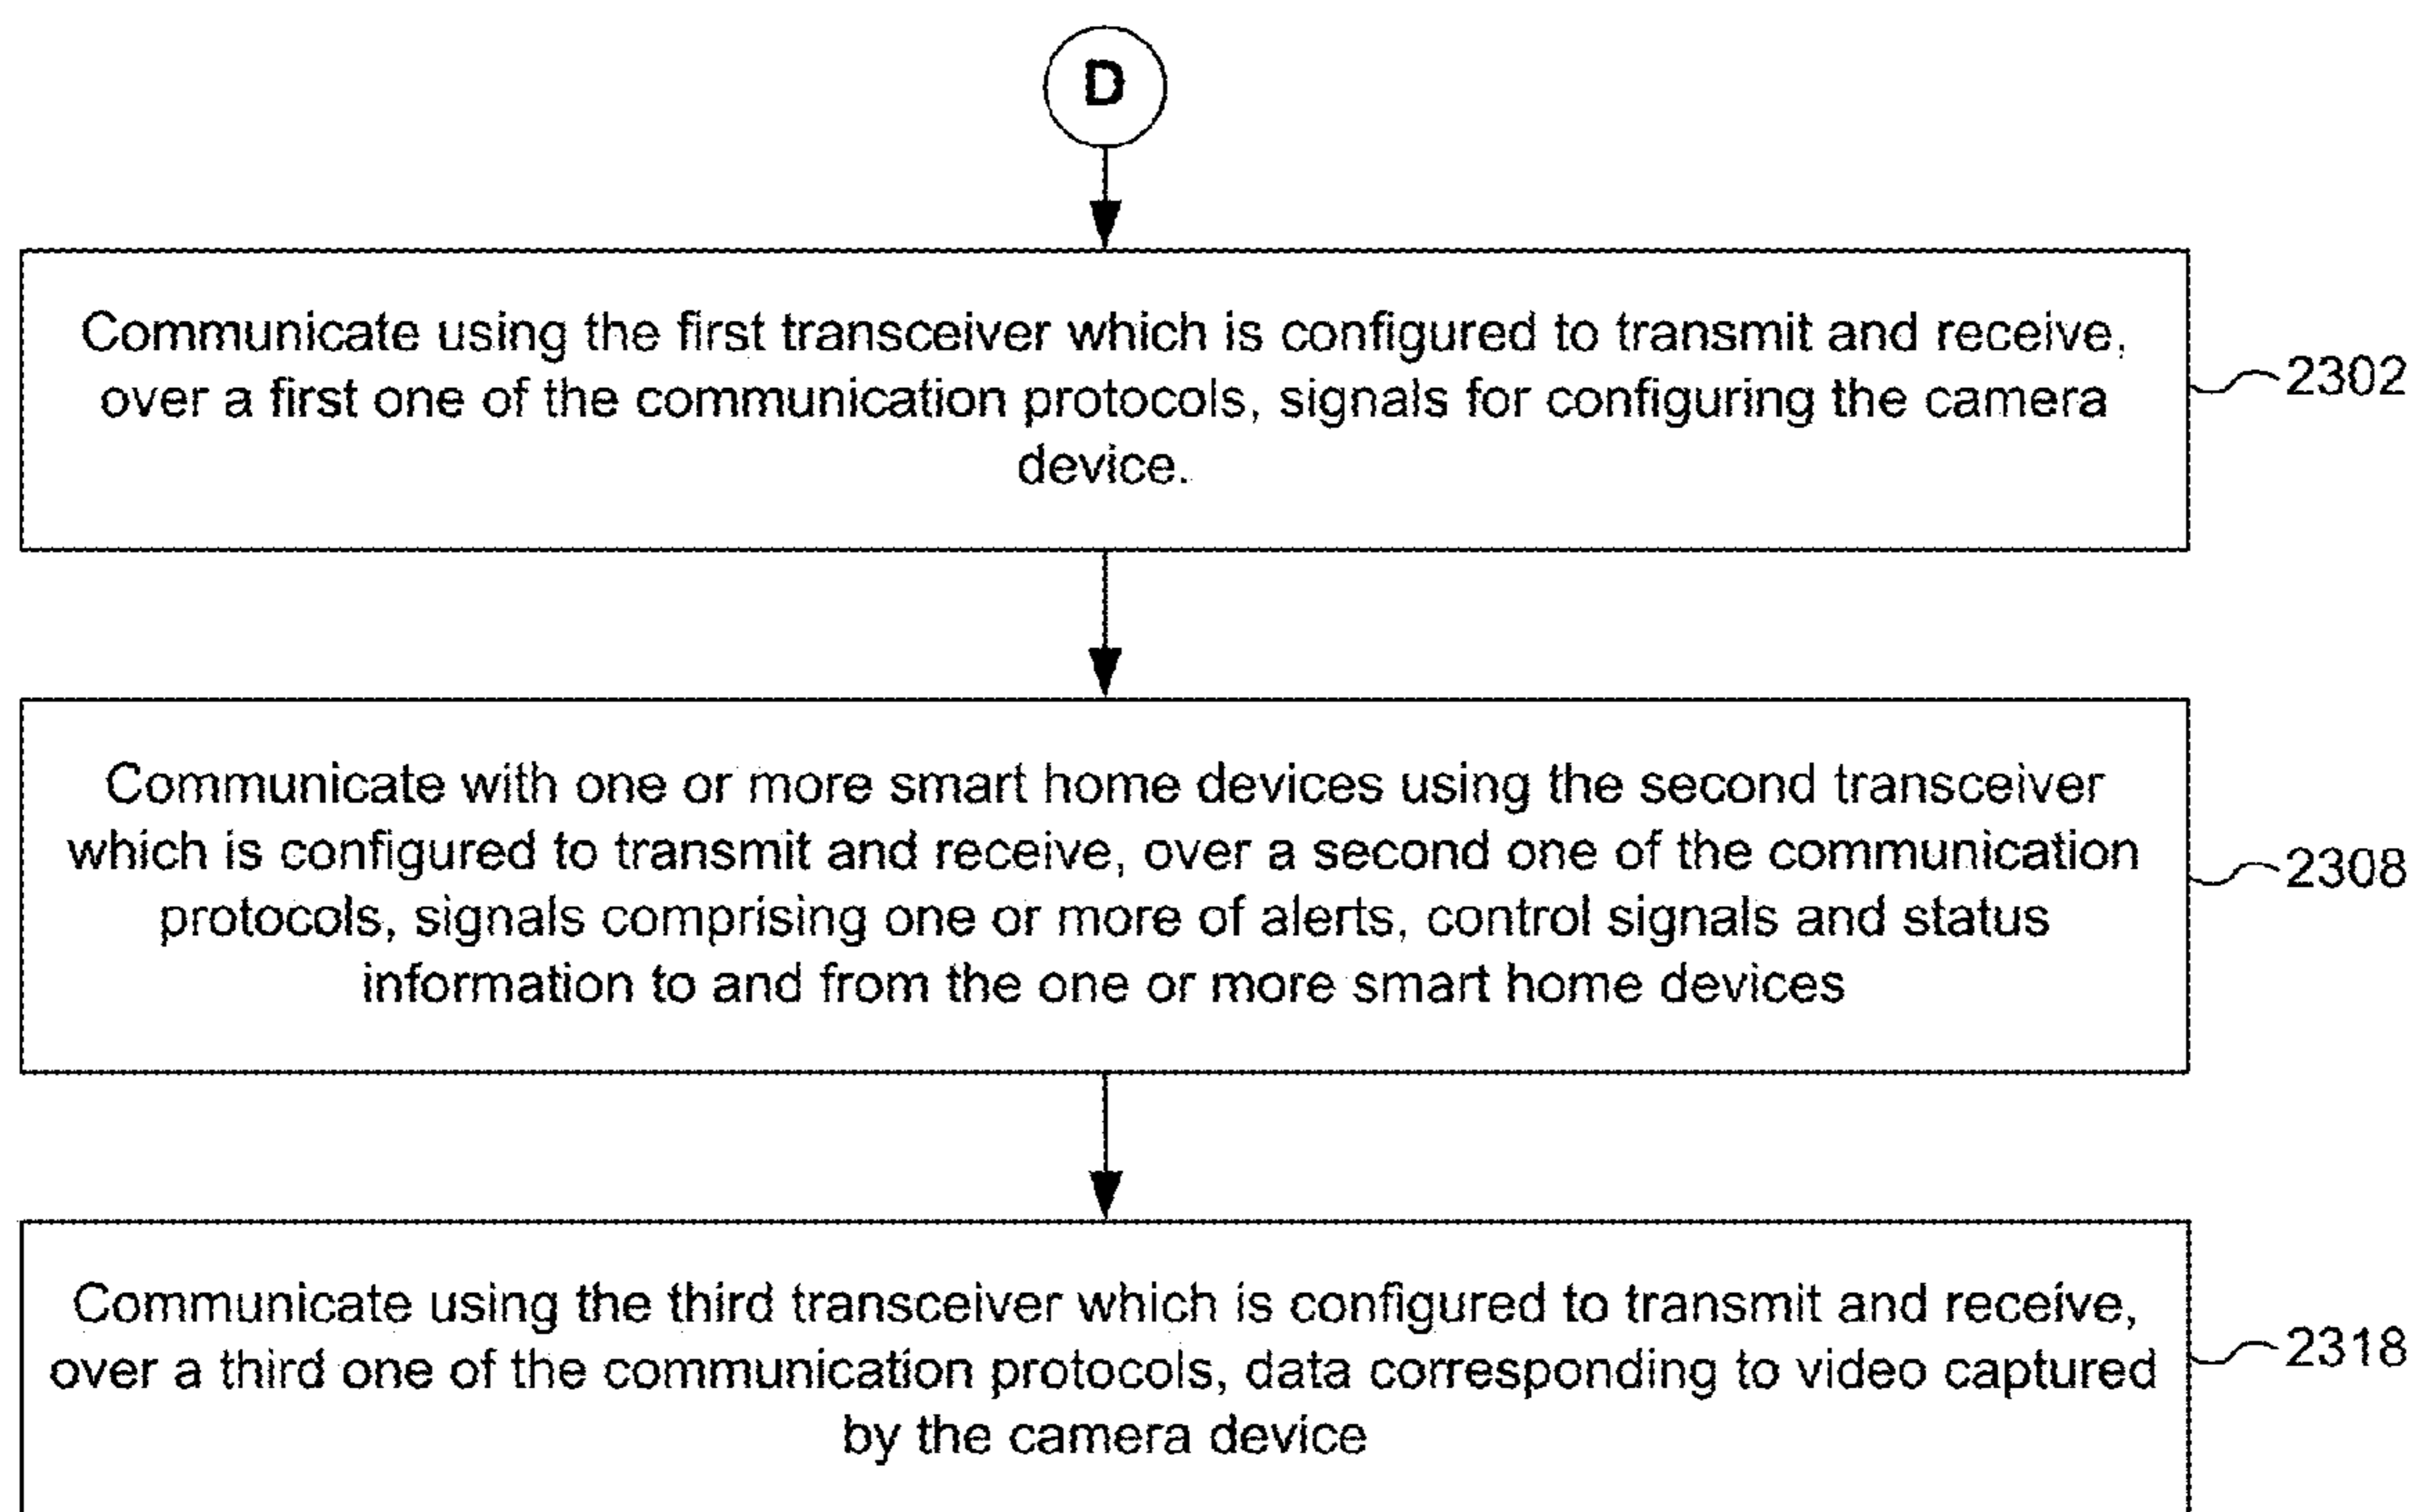 D
Communicate using the first transceiver which is configured to transmit and receive,
over a first one of the communication protocols, signals for configuring the camera
device.
2302
Communicate with one or more smart home devices using the second transceiver
which is configured to transmit and receive, over a second one of the communication
protocols, signals comprising one or more of alerts, control signals and status
information to and from the one or more smart home devices
2308
Communicate using the third transceiver which is configured to transmit and receive,
over a third one of the communication protocols, data corresponding to video captured
by the camera device
2318